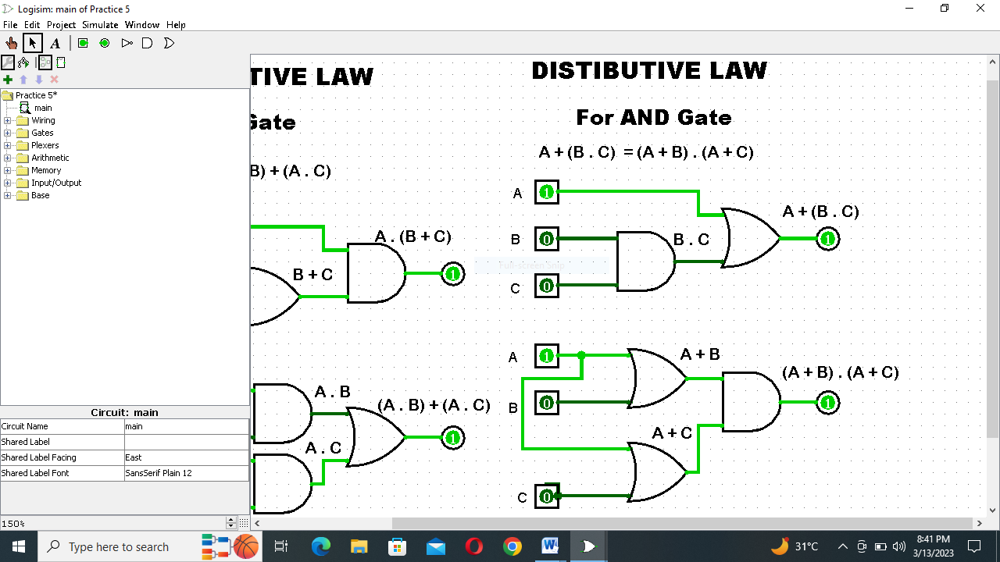 Logisim: main of Practice 5
File Edit Project Simulate Window Help
A
Practice 5*
main
Wiring
Gates
Plexers
Arithmetic
Memory
Input/Output
Base
Circuit: main
Circuit Name main
Shared Label
Shared Label Facing East
Shared Label Font SansSerif Plain 12
150%
TIVE LAW
Gate
B) + (A . C)
A . (B + C)
B + C
1
A . B
(A . B) + (A . C)
A . C
1
DISTIBUTIVE LAW
For AND Gate
A + (B . C) = (A + B) . (A + C)
A 1
A + (B . C)
B 0
B . C
1
Full-screen Snip
C 0
A 1
A + B
(A + B) . (A + C)
B 0
1
A + C
C 0
Type here to search
31°C
8:41 PM
3/13/2023